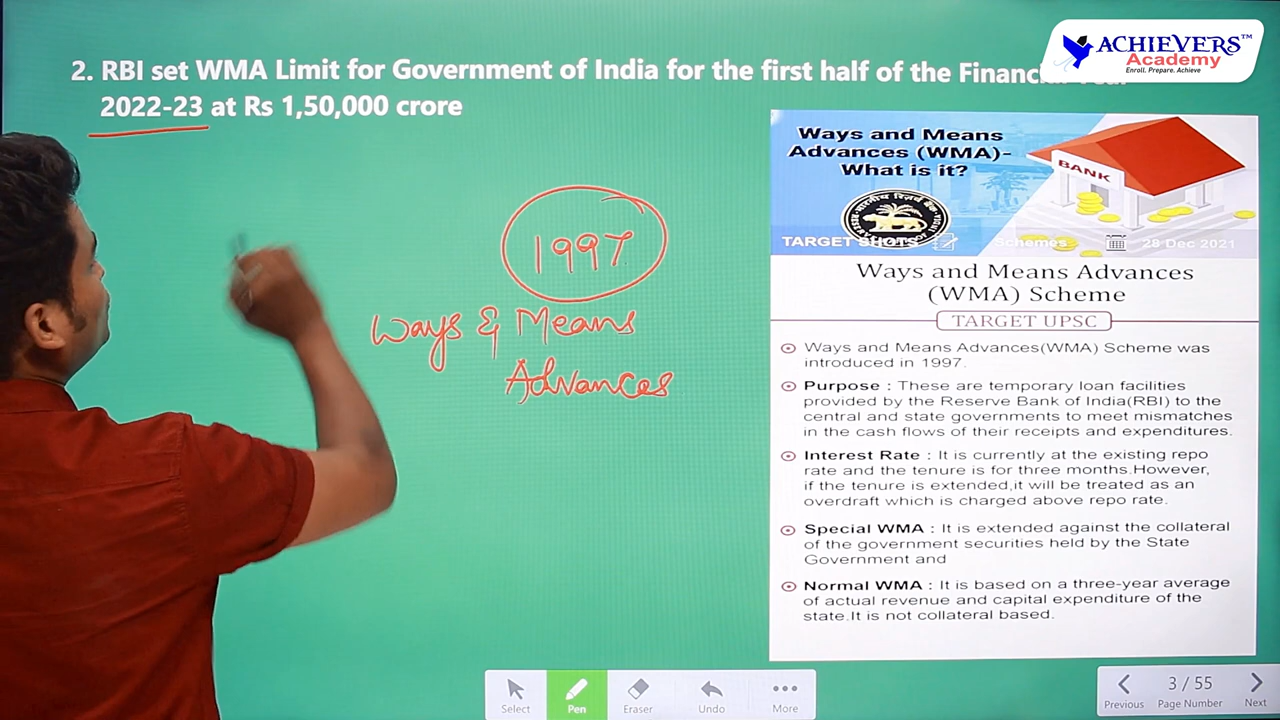 ACHIEVERS™
Academy
Enroll. Prepare. Achieve
2. RBI set WMA Limit for Government of India for the first half of the
2022-23 at Rs 1,50,000 crore
1997
Ways & Means
Advances
Ways and Means
Advances (WMA)-
What is it?
BANK
TARGET SHOTS
Schemes
28 Dec 2021
Ways and Means Advances
(WMA) Scheme
TARGET UPSC
Ways and Means Advances(WMA) Scheme was
introduced in 1997.
Purpose : These are temporary loan facilities
provided by the Reserve Bank of India(RBI) to the
central and state governments to meet mismatches
in the cash flows of their receipts and expenditures.
Interest Rate : It is currently at the existing repo
rate and the tenure is for three months.However,
if the tenure is extended,it will be treated as an
overdraft which is charged above repo rate.
Special WMA : It is extended against the collateral
of the government securities held by the State
Government and
Normal WMA : It is based on a three-year average
of actual revenue and capital expenditure of the
state.It is not collateral based.
Select
Pen
Eraser
Undo
More
3 / 55
Previous
Page Number
Next